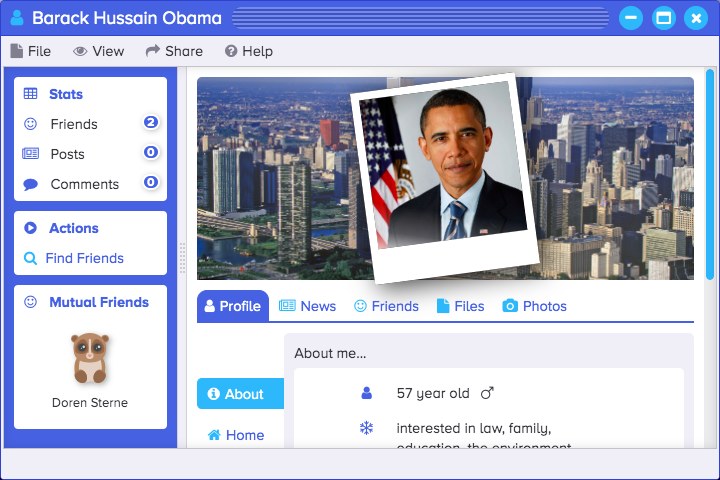 Barack Hussain Obama
File View Share Help
Stats
Friends 2
Posts 0
Comments 0
Actions
Find Friends
Mutual Friends
Doren Sterne
Profile News Friends Files Photos
About me...
About
Home
57 year old
interested in law, family,
education, the environment